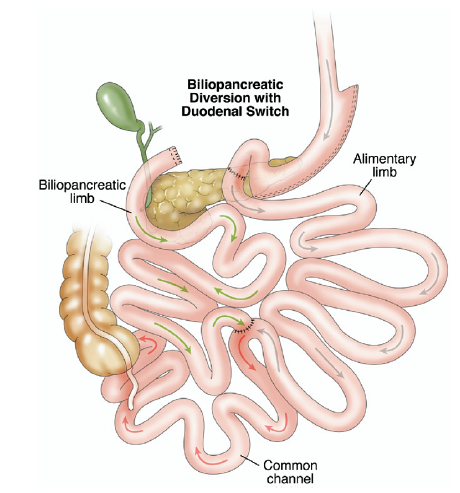 Biliopancreatic
Diversion with
Duodenal Switch
Alimentary
limb
Biliopancreatic
limb
Common
channel